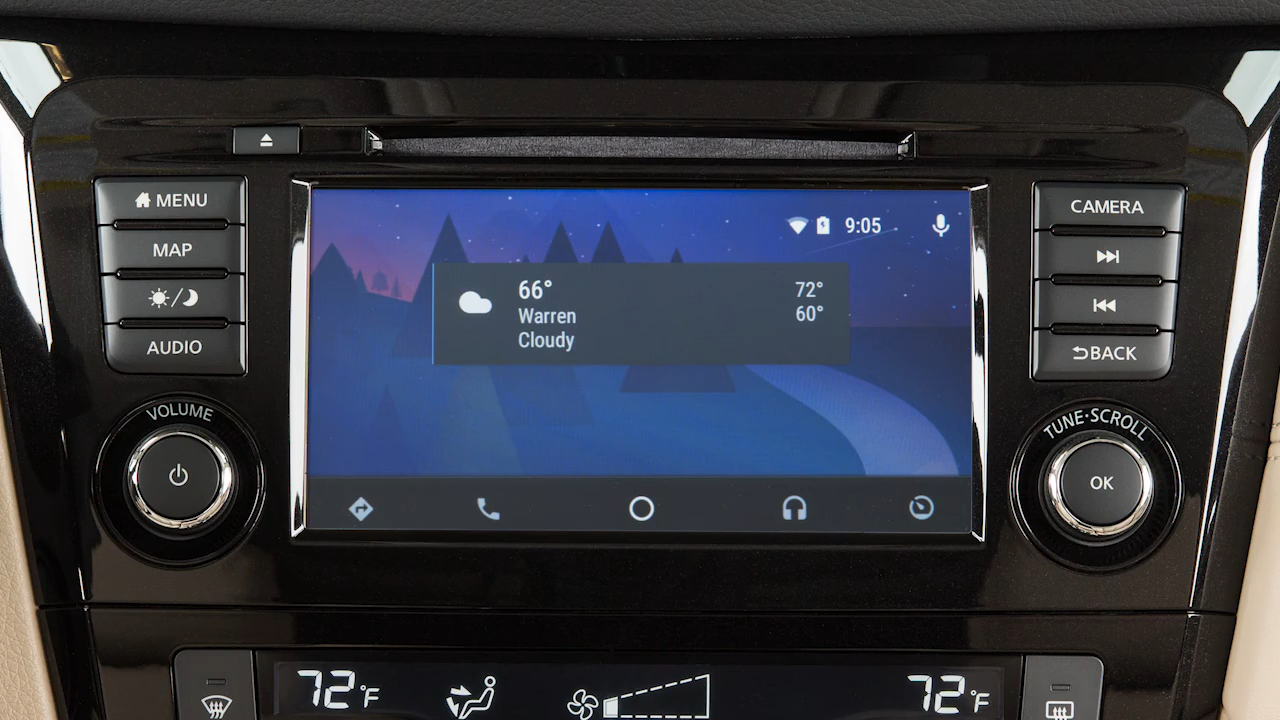 MENU
MAP
AUDIO
VOLUME
9:05
66°
Warren
Cloudy
72°
60°
CAMERA
BACK
TUNE·SCROLL
OK
72°F
72°F